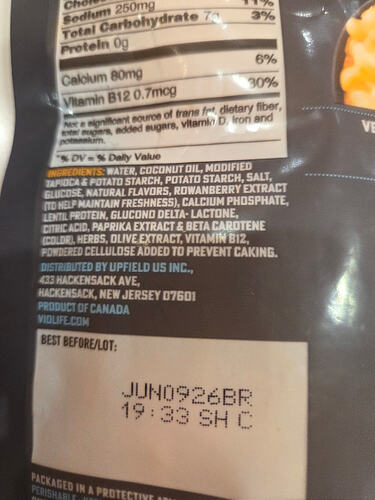 Sodium 250mg 11%
Total Carbohydrate 7g 3%
Protein 0g
Calcium 80mg 6%
Vitamin B12 0.7mcg 30%
Not a significant source of trans fat, dietary fiber,
total sugars, added sugars, vitamin D, iron and
potassium.
*% DV = % Daily Value
INGREDIENTS: WATER, COCONUT OIL, MODIFIED
TAPIOCA & POTATO STARCH, POTATO STARCH, SALT,
GLUCOSE, NATURAL FLAVORS, ROWANBERRY EXTRACT
(TO HELP MAINTAIN FRESHNESS), CALCIUM PHOSPHATE,
LENTIL PROTEIN, GLUCONO DELTA- LACTONE,
CITRIC ACID, PAPRIKA EXTRACT & BETA CAROTENE
(COLOR), HERBS, OLIVE EXTRACT, VITAMIN B12,
POWDERED CELLULOSE ADDED TO PREVENT CAKING.
DISTRIBUTED BY UPFIELD US INC.,
433 HACKENSACK AVE,
HACKENSACK, NEW JERSEY 07601
PRODUCT OF CANADA
VIOLIFE.COM
BEST BEFORE/LOT:
JUN0926BR
19:33 SH C
PACKAGED IN A PROTECTIVE
PERISHABLE